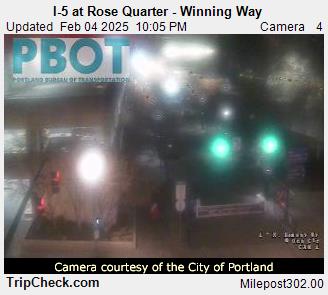 I-5 at Rose Quarter - Winning Way
Updated Feb 04 2025 10:05 PM Camera 4
PBOT
PORTLAND BUREAU OF TRANSPORTATION
Camera courtesy of the City of Portland
TripCheck.com Milepost302.00